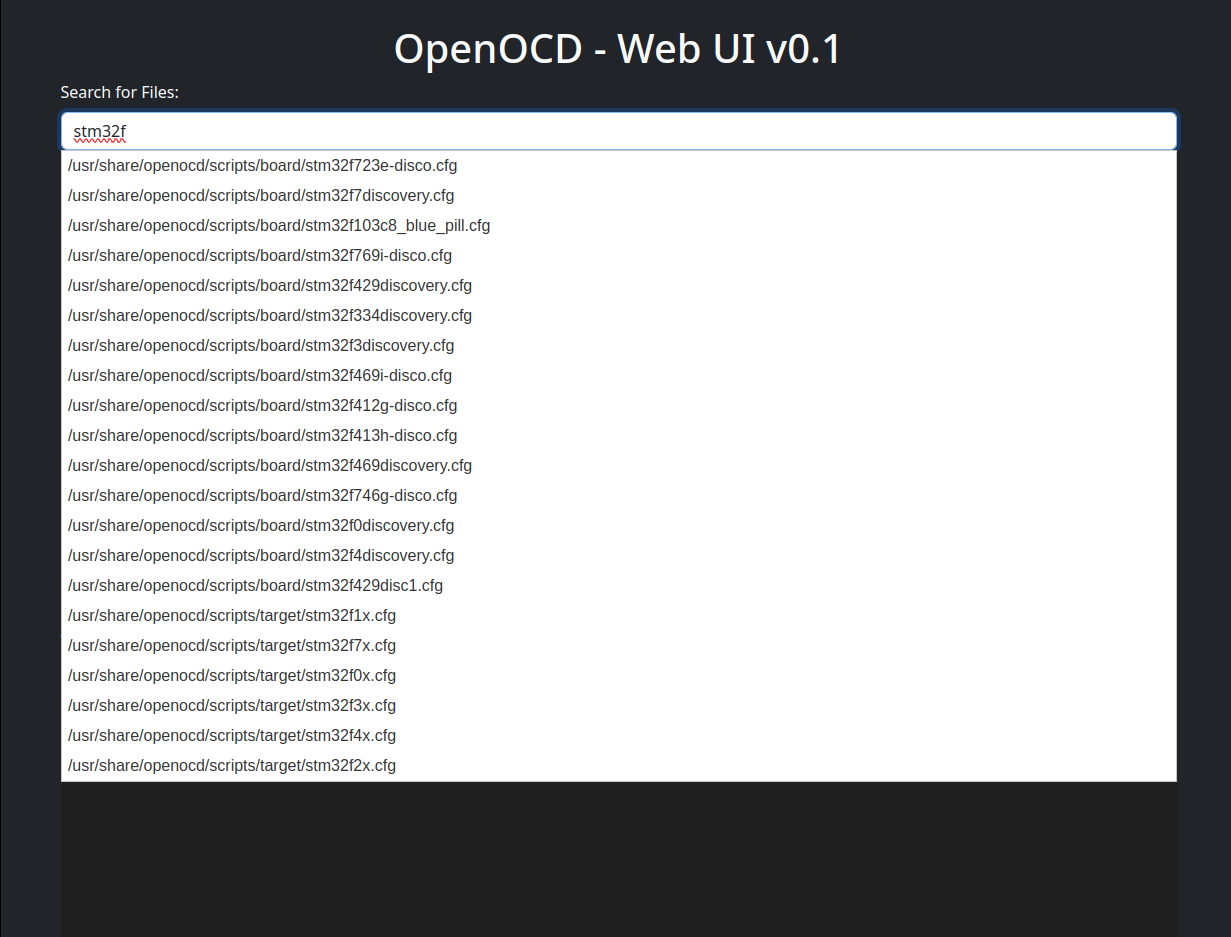 OpenOCD - Web UI v0.1
Search for Files:
stm32f
/usr/share/openocd/scripts/board/stm32f723e-disco.cfg
/usr/share/openocd/scripts/board/stm32f7discovery.cfg
/usr/share/openocd/scripts/board/stm32f103c8_blue_pill.cfg
/usr/share/openocd/scripts/board/stm32f769i-disco.cfg
/usr/share/openocd/scripts/board/stm32f429discovery.cfg
/usr/share/openocd/scripts/board/stm32f334discovery.cfg
/usr/share/openocd/scripts/board/stm32f3discovery.cfg
/usr/share/openocd/scripts/board/stm32f469i-disco.cfg
/usr/share/openocd/scripts/board/stm32f412g-disco.cfg
/usr/share/openocd/scripts/board/stm32f413h-disco.cfg
/usr/share/openocd/scripts/board/stm32f469discovery.cfg
/usr/share/openocd/scripts/board/stm32f746g-disco.cfg
/usr/share/openocd/scripts/board/stm32f0discovery.cfg
/usr/share/openocd/scripts/board/stm32f4discovery.cfg
/usr/share/openocd/scripts/board/stm32f429disc1.cfg
/usr/share/openocd/scripts/target/stm32f1x.cfg
/usr/share/openocd/scripts/target/stm32f7x.cfg
/usr/share/openocd/scripts/target/stm32f0x.cfg
/usr/share/openocd/scripts/target/stm32f3x.cfg
/usr/share/openocd/scripts/target/stm32f4x.cfg
/usr/share/openocd/scripts/target/stm32f2x.cfg